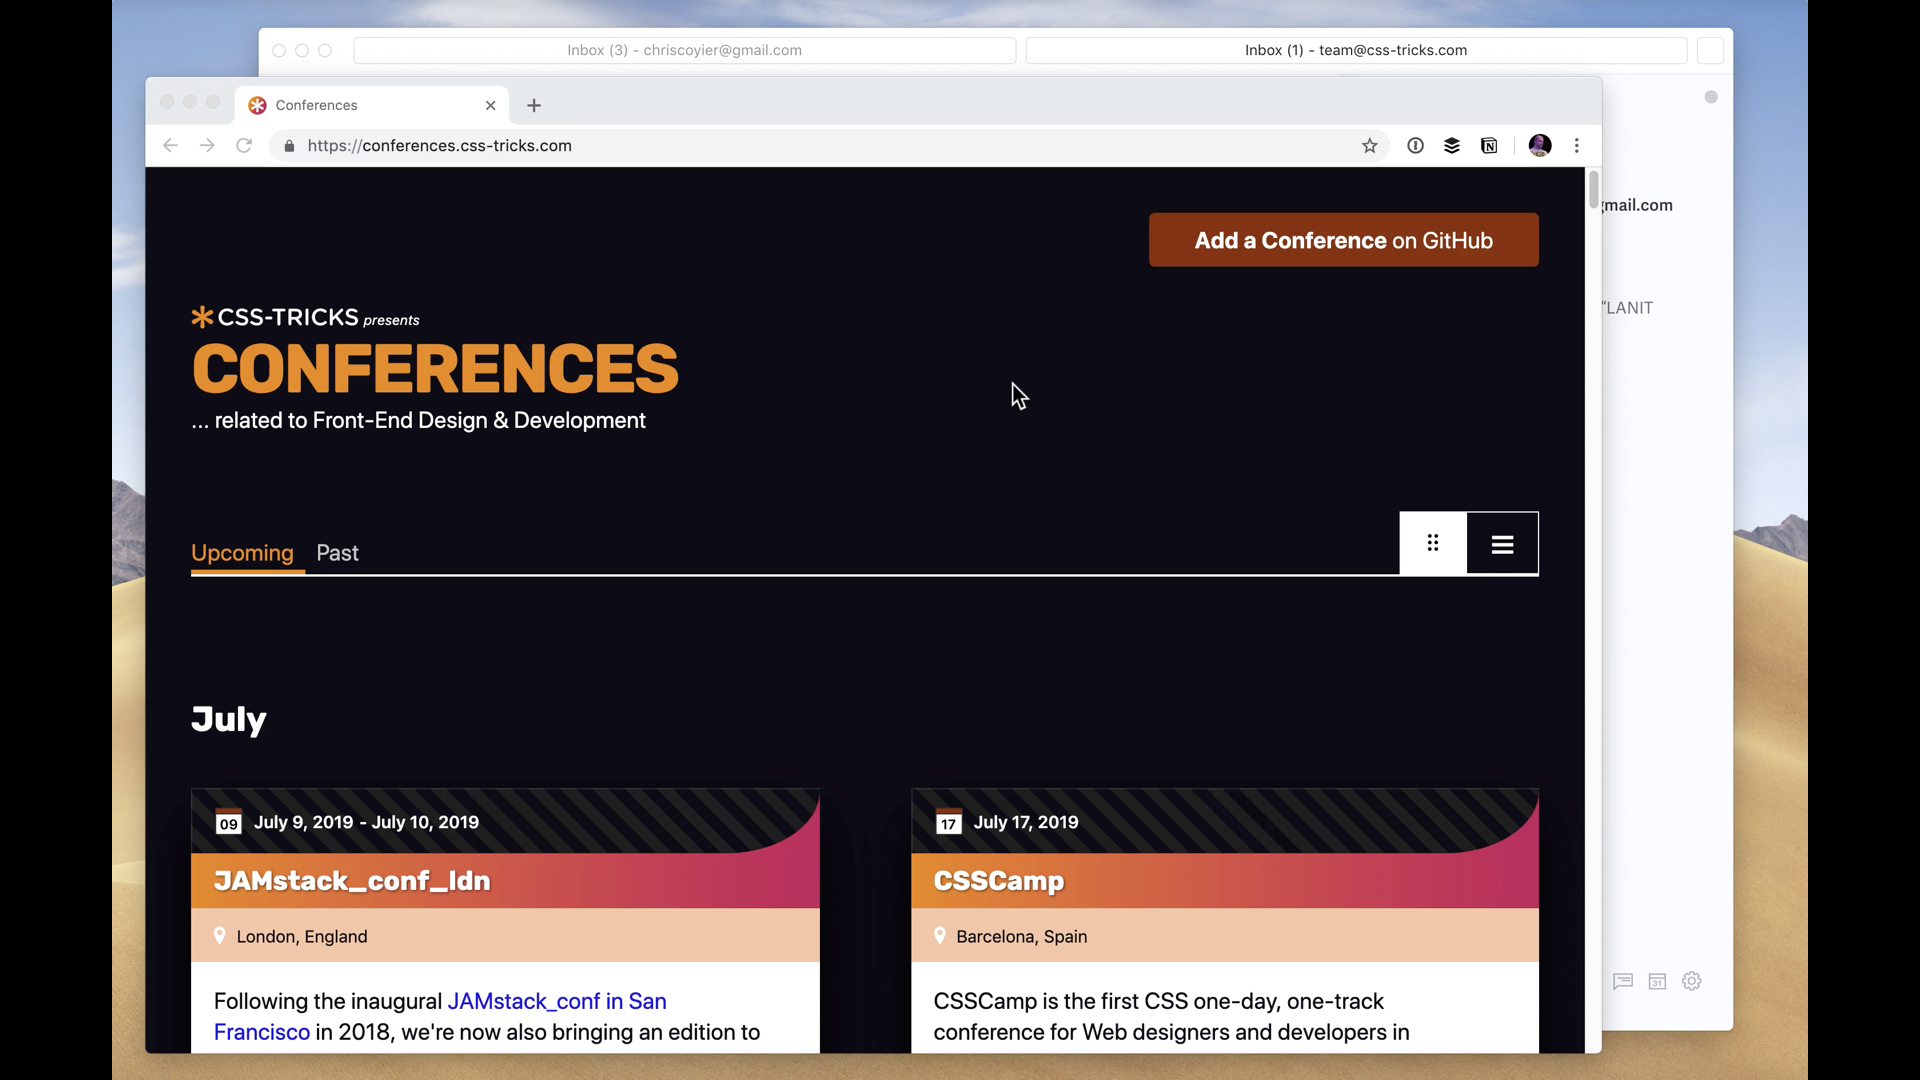 Inbox (3) - chriscoyier@gmail.com
Inbox (1) - team@css-tricks.com
Conferences
https://conferences.css-tricks.com
gmail.com
Add a Conference on GitHub
LANIT
CSS-TRICKS presents
CONFERENCES
... related to Front-End Design & Development
Upcoming
Past
July
09
July 9, 2019 - July 10, 2019
JAMstack_conf_ldn
London, England
Following the inaugural JAMstack_conf in San
Francisco in 2018, we're now also bringing an edition to
17
July 17, 2019
CSSCamp
Barcelona, Spain
CSSCamp is the first CSS one-day, one-track
conference for Web designers and developers in
31